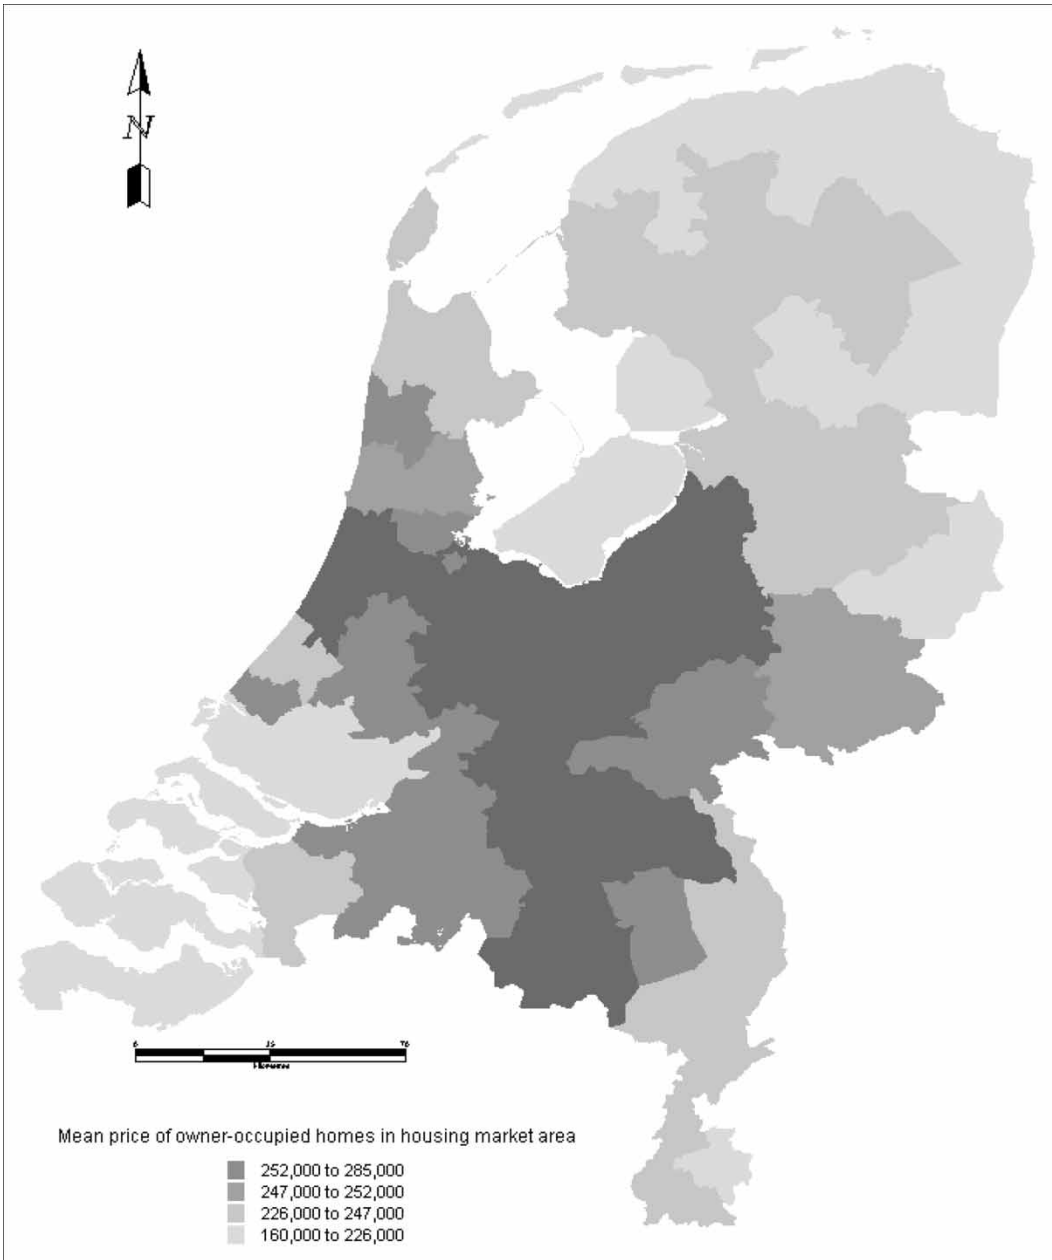 N
Mean price of owner-occupied homes in housing market area
252,000 to 285,000
247,000 to 252,000
226,000 to 247,000
160,000 to 226,000